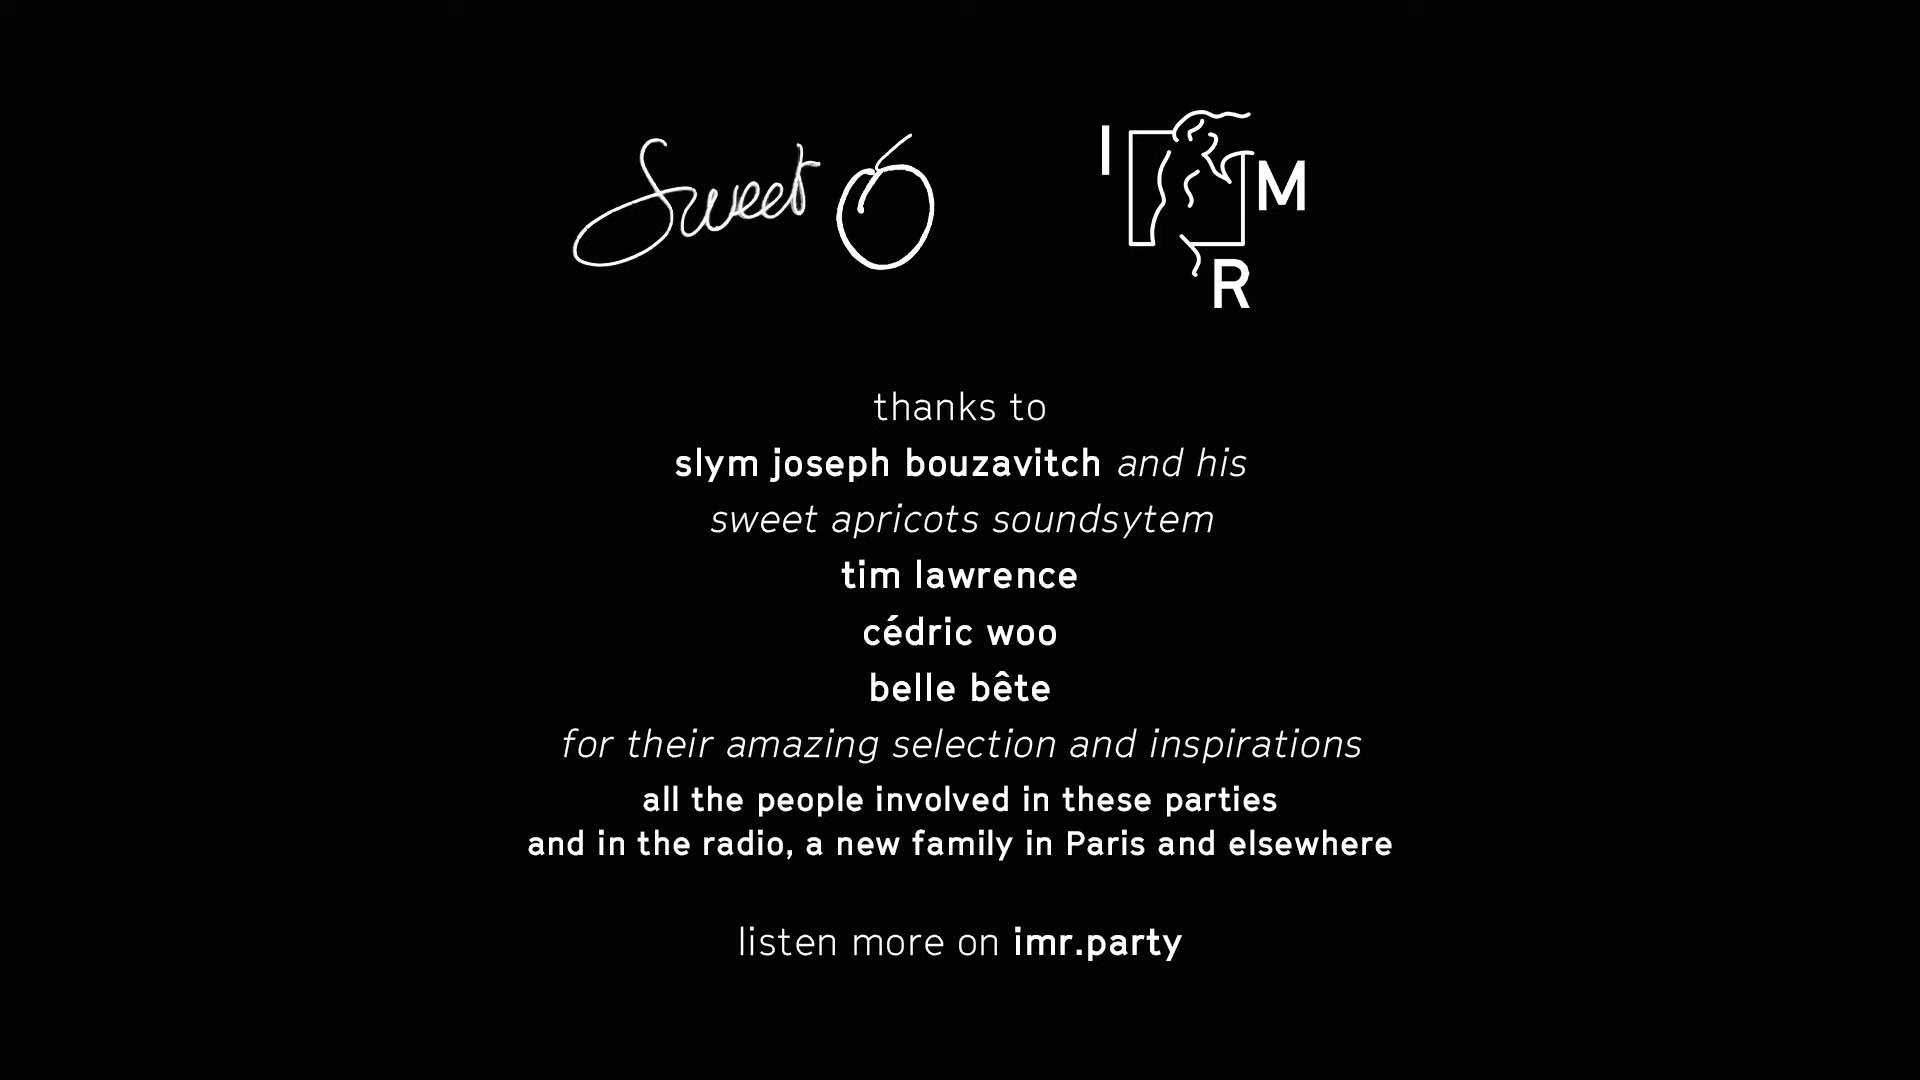 Sweet
I
M
R
thanks to
slym joseph bouzavitch and his
sweet apricots soundsytem
tim lawrence
cédric woo
belle bête
for their amazing selection and inspirations
all the people involved in these parties
and in the radio, a new family in Paris and elsewhere
listen more on imr.party